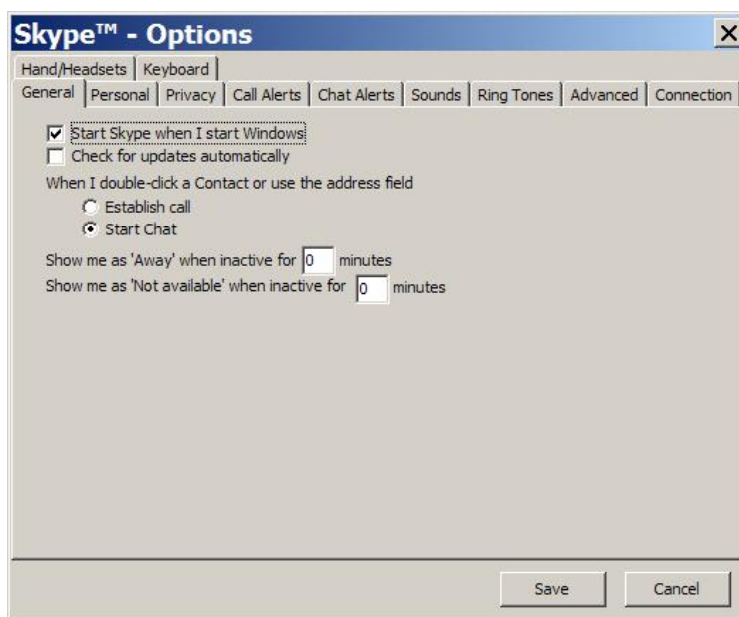 Skype™ - Options
Hand/Headsets Keyboard
General Personal Privacy Call Alerts Chat Alerts Sounds Ring Tones Advanced Connection
Start Skype when I start Windows
Check for updates automatically
When I double-click a Contact or use the address field
Establish call
Start Chat
Show me as 'Away' when inactive for 0 minutes
Show me as 'Not available' when inactive for 0 minutes
Save Cancel